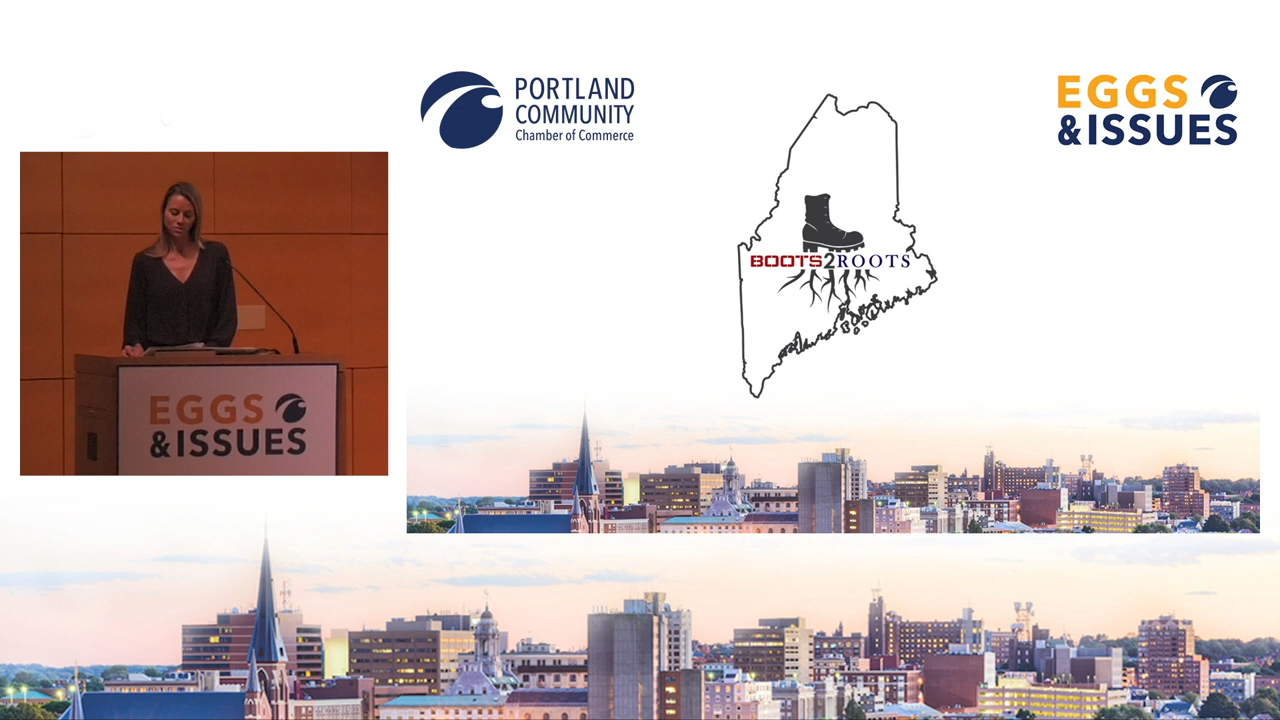 PORTLAND
COMMUNITY
Chamber of Commerce
EGGS
&ISSUES
BOOTS2ROOTS
EGGS
&ISSUES